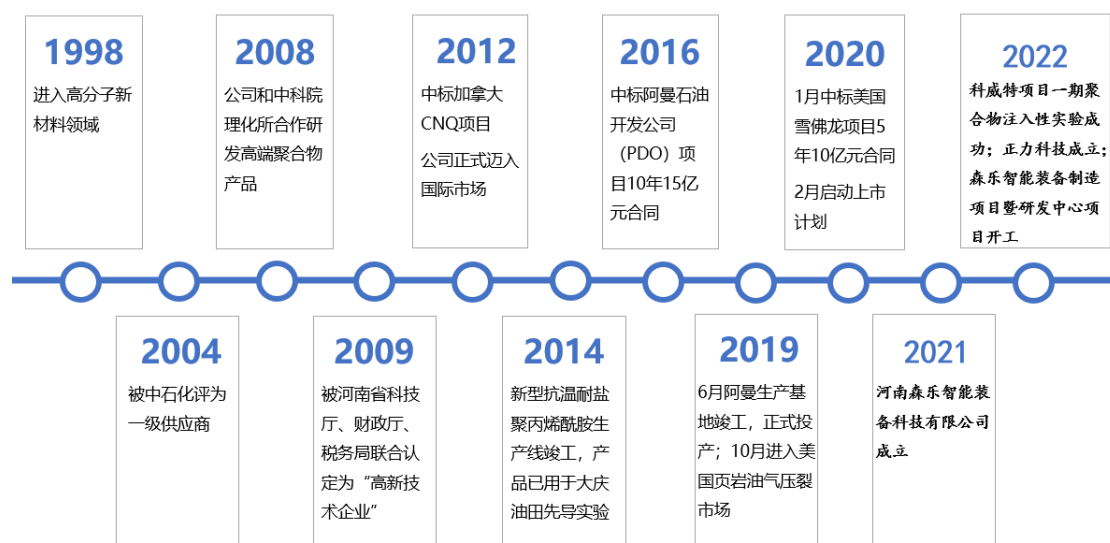 1998
进入高分子新
材料领域
2008
公司和中科院
理化所合作研
发高端聚合物
产品
2012
中标加拿大
CNQ项目
公司正式迈入
国际市场
2016
中标阿曼石油
开发公司
（PDO）项
目10年15亿
元合同
2020
1月中标美国
雪佛龙项目5
年10亿元合同
2月启动上市
计划
2022
科威特项目一期聚
合物注入性实验成
功；正力科技成立；
森乐智能装备制造
项目暨研发中心项
目开工
2004
被中石化评为
一级供应商
2009
被河南省科技
厅、财政厅、
税务局联合认
定为“高新技
术企业”
2014
新型抗温耐盐
聚丙烯酰胺生
产线竣工，产
品已用于大庆
油田先导实验
2019
6月阿曼生产基
地竣工，正式投
产；10月进入美
国页岩油气压裂
市场
2021
河南森乐智能装
备科技有限公司
成立